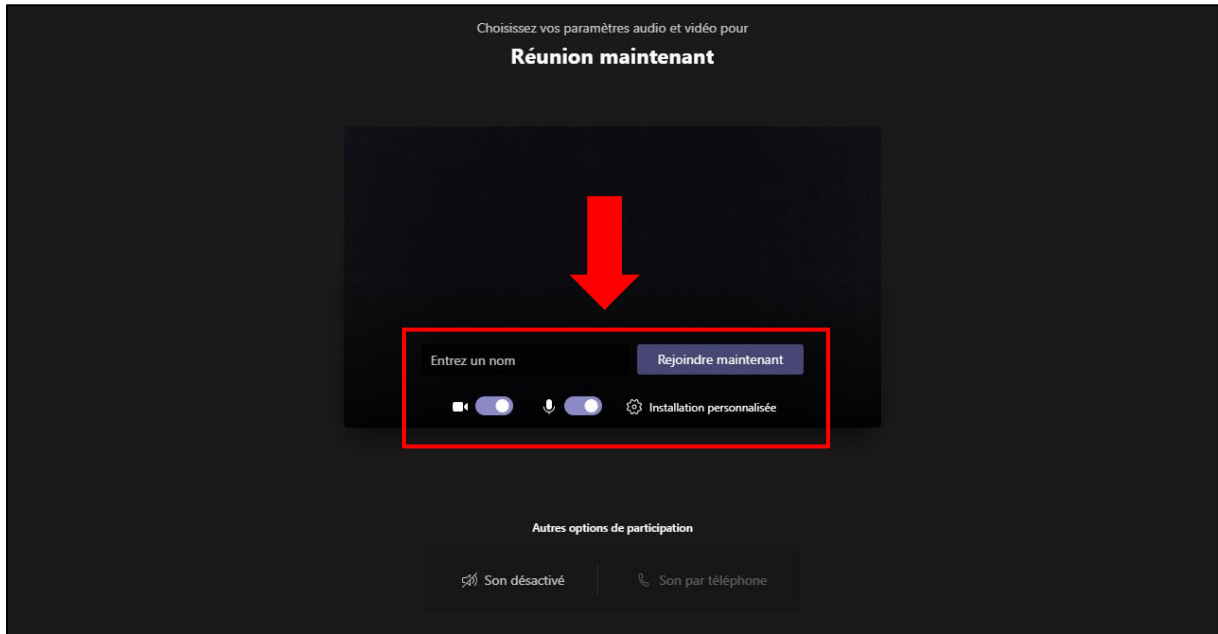 Choisissez vos paramètres audio et vidéo pour
Réunion maintenant
Entrez un nom
Rejoindre maintenant
Installation personnalisée
Autres options de participation
Son désactivé
Son par téléphone